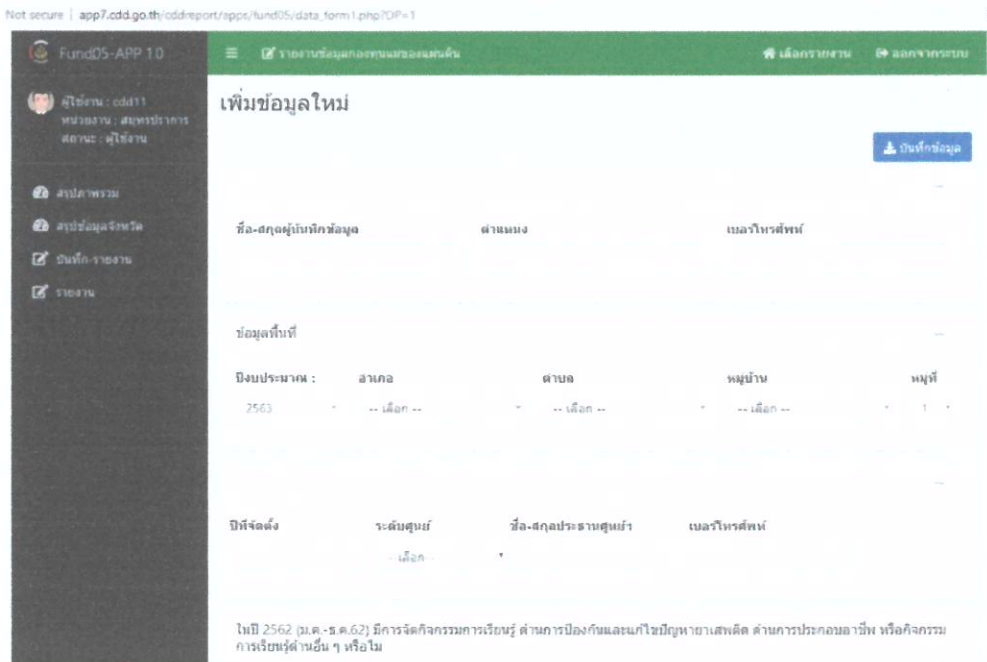 Not secure | app7.cdd.go.th/cddreport/apps/fund05/data_form1.php?OP=1
Fund05-APP 1.0
รายงานข้อมูลกองทุนแม่ของแผ่นดิน
เลือกรายงาน
ออกจากระบบ
ผู้ใช้งาน : cdd11
หน่วยงาน : สมุทรปราการ
สถานะ : ผู้ใช้งาน
สรุปภาพรวม
สรุปข้อมูลจังหวัด
บันทึก-รายงาน
รายงาน
เพิ่มข้อมูลใหม่
บันทึกข้อมูล
ชื่อ-สกุลผู้บันทึกข้อมูล ตำแหน่ง เบอร์โทรศัพท์
ข้อมูลพื้นที่
ปีงบประมาณ : อำเภอ ตำบล หมู่บ้าน หมู่ที่
2563 -- เลือก -- -- เลือก -- -- เลือก -- 1
ปีที่จัดตั้ง ระดับศูนย์ ชื่อ-สกุลประธานศูนย์ฯ เบอร์โทรศัพท์
-- เลือก--
ในปี 2562 (ม.ค.-ธ.ค.62) มีการจัดกิจกรรมการเรียนรู้ ด้านการป้องกันและแก้ไขปัญหายาเสพติด ด้านการประกอบอาชีพ หรือกิจกรรม
การเรียนรู้ด้านอื่น ๆ หรือไม่